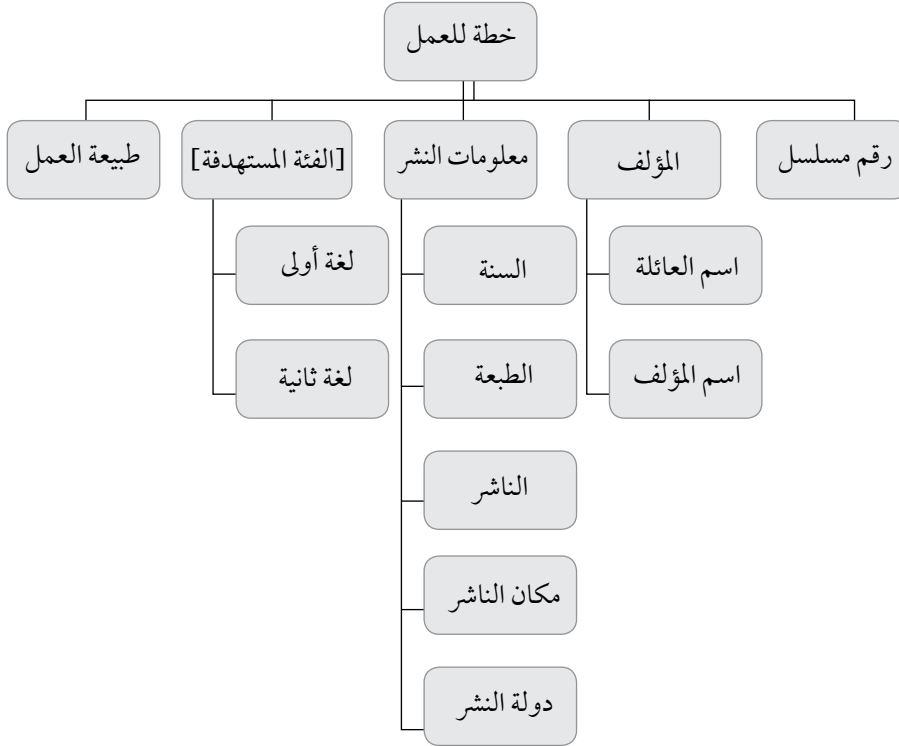 خطة للعمل
رقم مسلسل
المؤلف
معلومات النشر
[الفئة المستهدفة]
طبيعة العمل
اسم العائلة
السنة
لغة أولى
اسم المؤلف
الطبعة
لغة ثانية
الناشر
مكان الناشر
دولة النشر